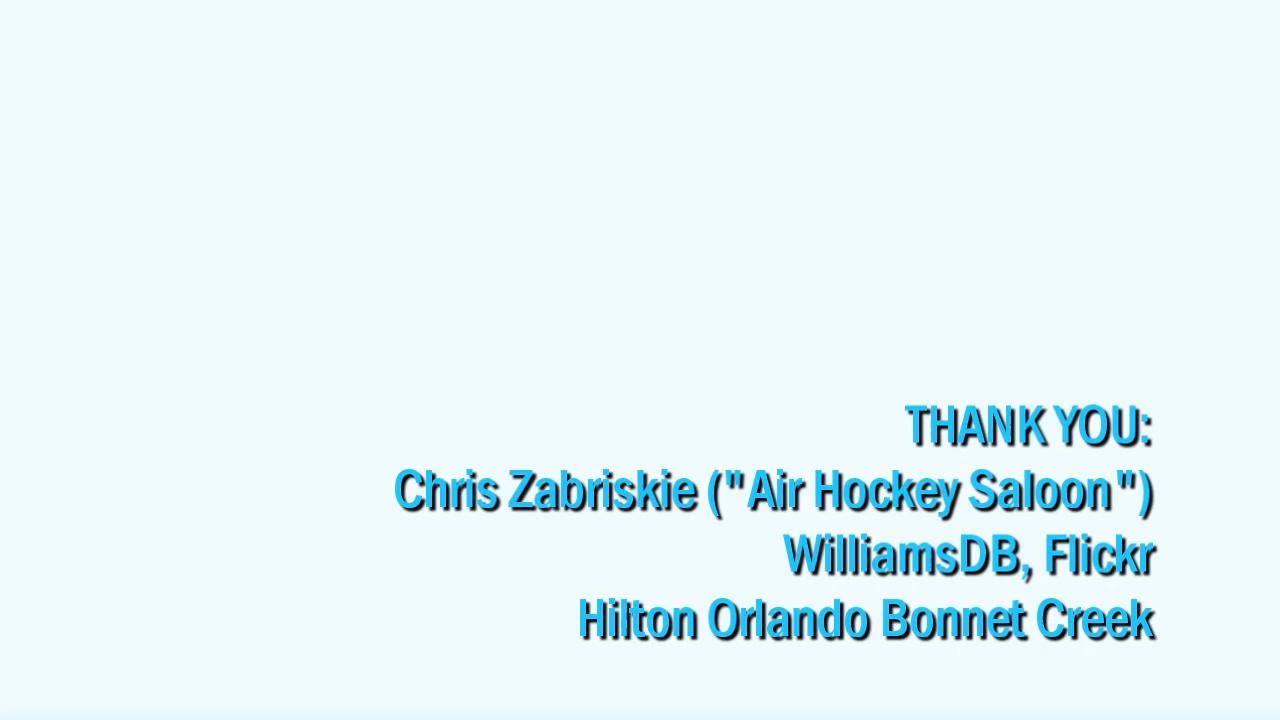 THANK YOU:
Chris Zabriskie ("Air Hockey Saloon")
WilliamsDB, Flickr
Hilton Orlando Bonnet Creek